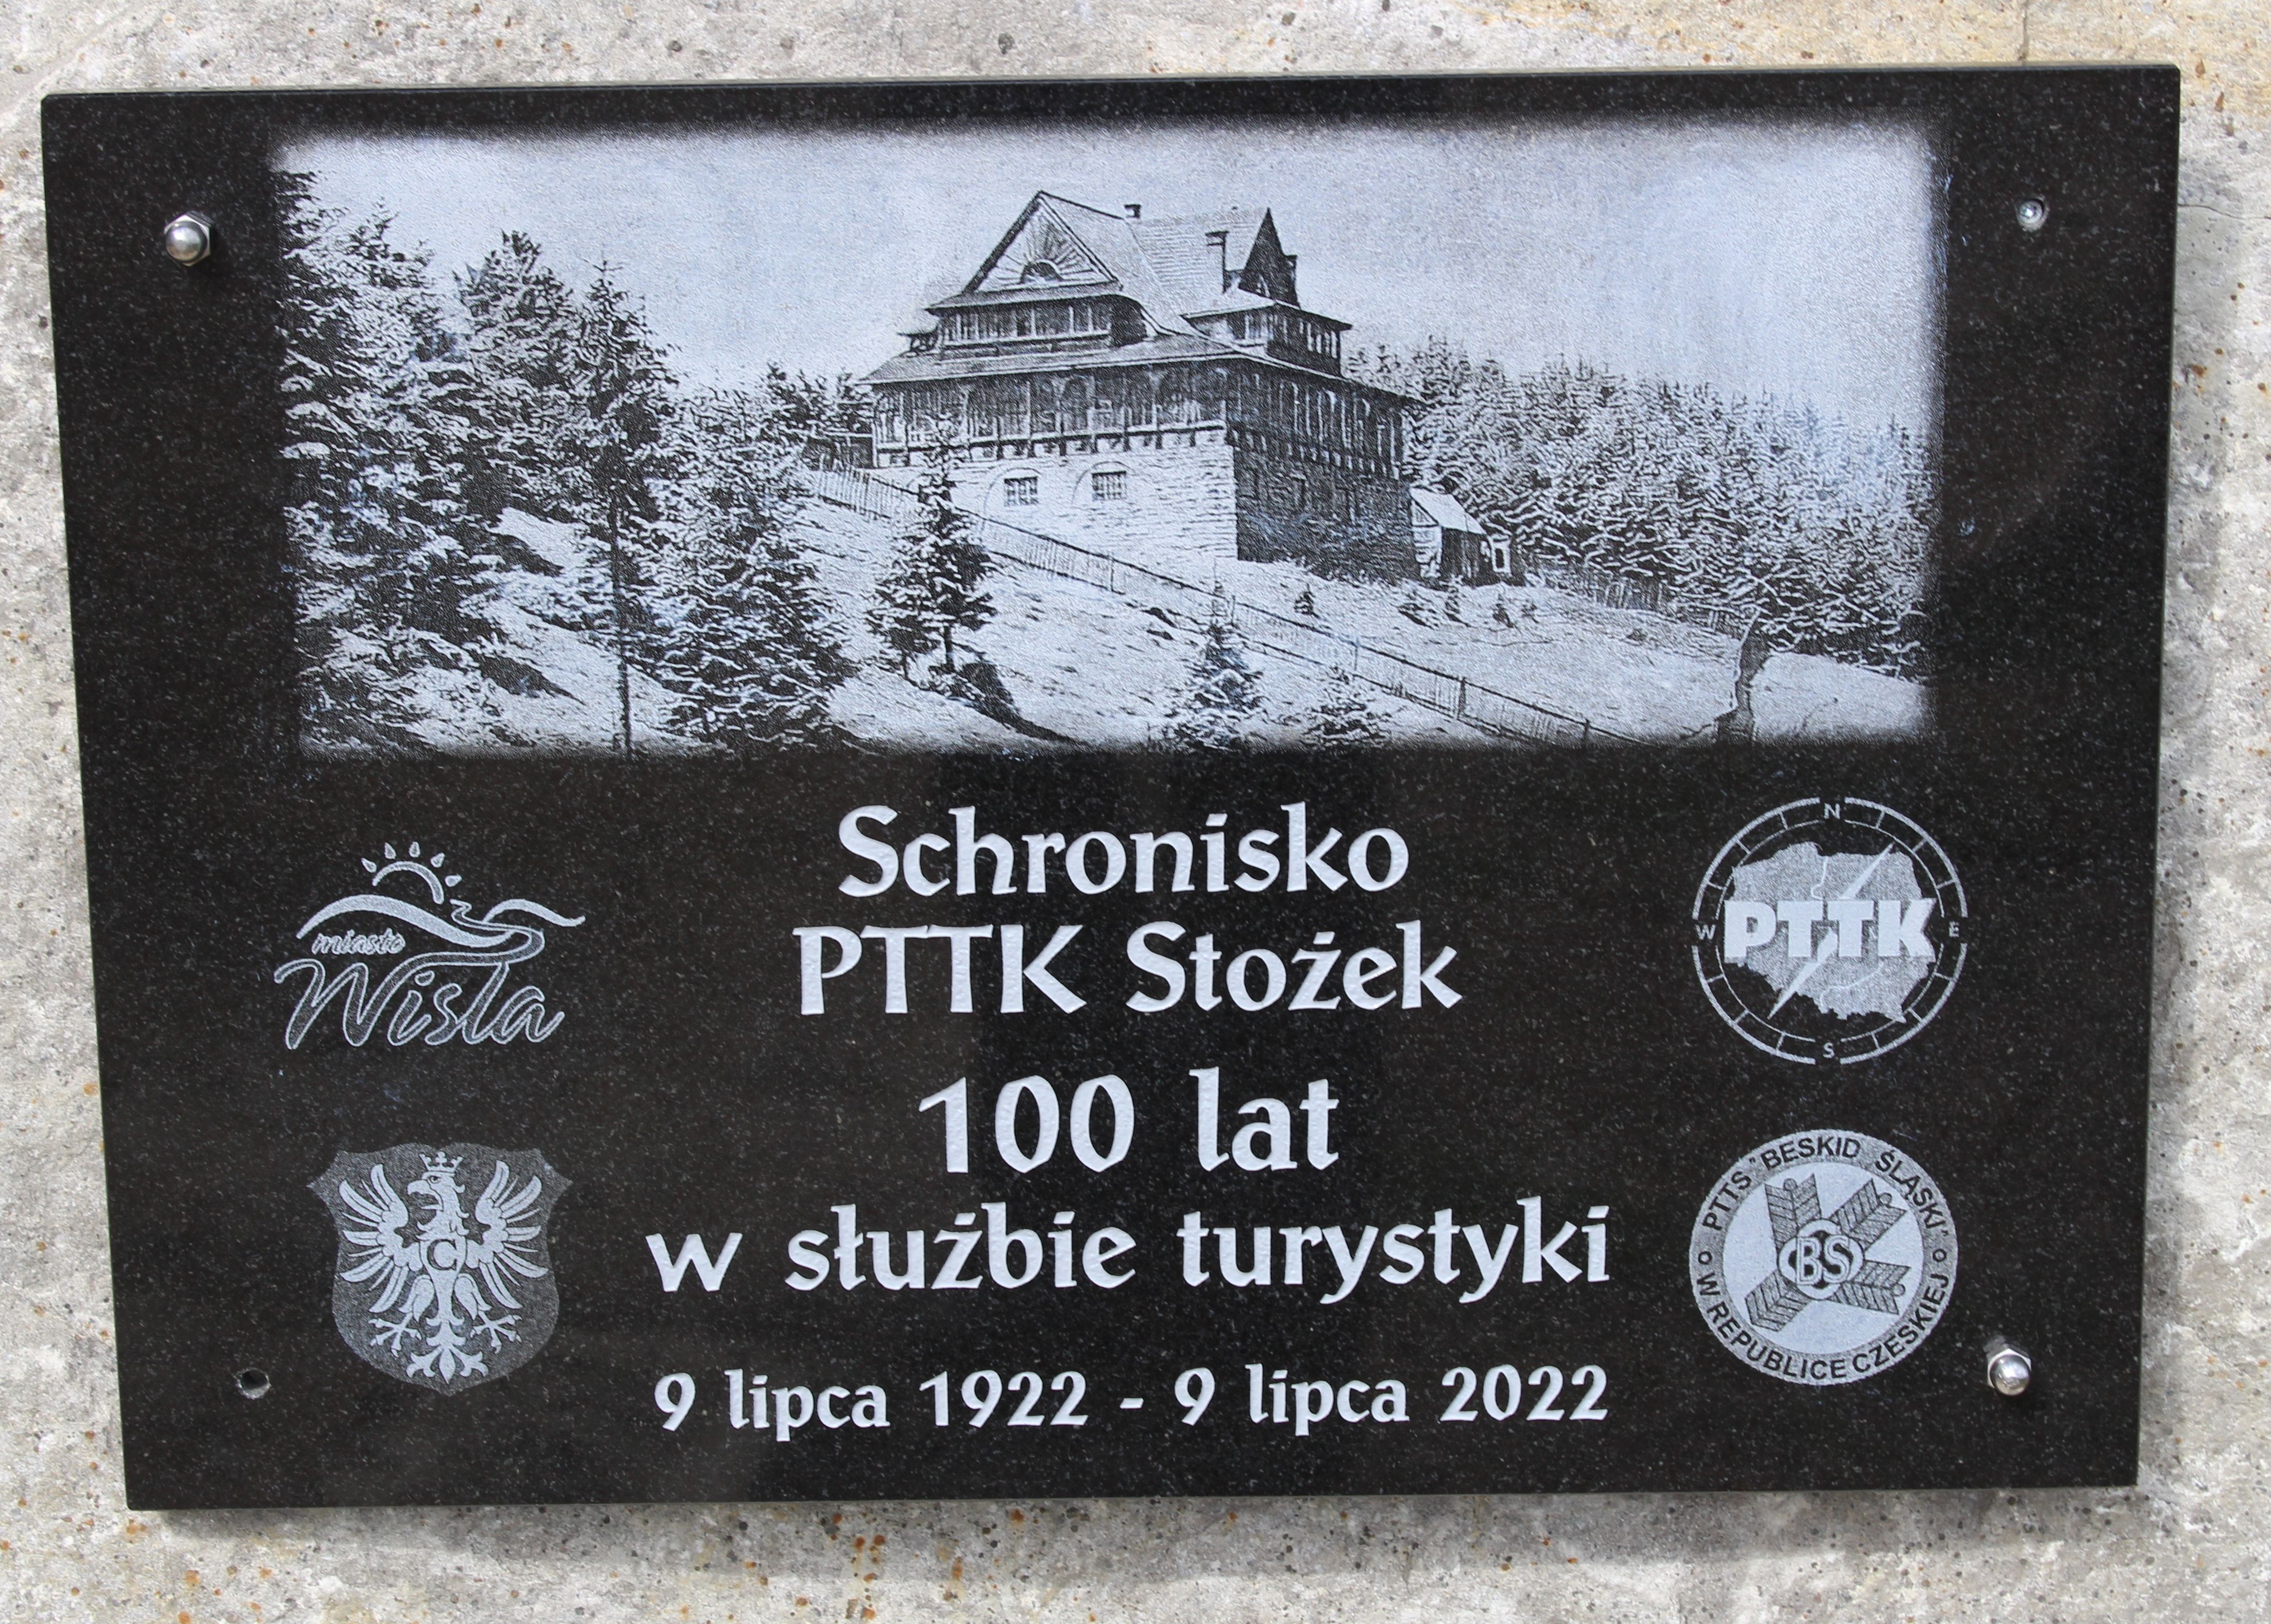 Schronisko
PTTK Stożek
100 lat
w służbie turystyki
9 lipca 1922 - 9 lipca 2022
miasto
Wisła
C
N
W
PTTK
E
S
PTTS "BESKID ŚLĄSKI"
BS
W REPUBLICE CZESKIEJ